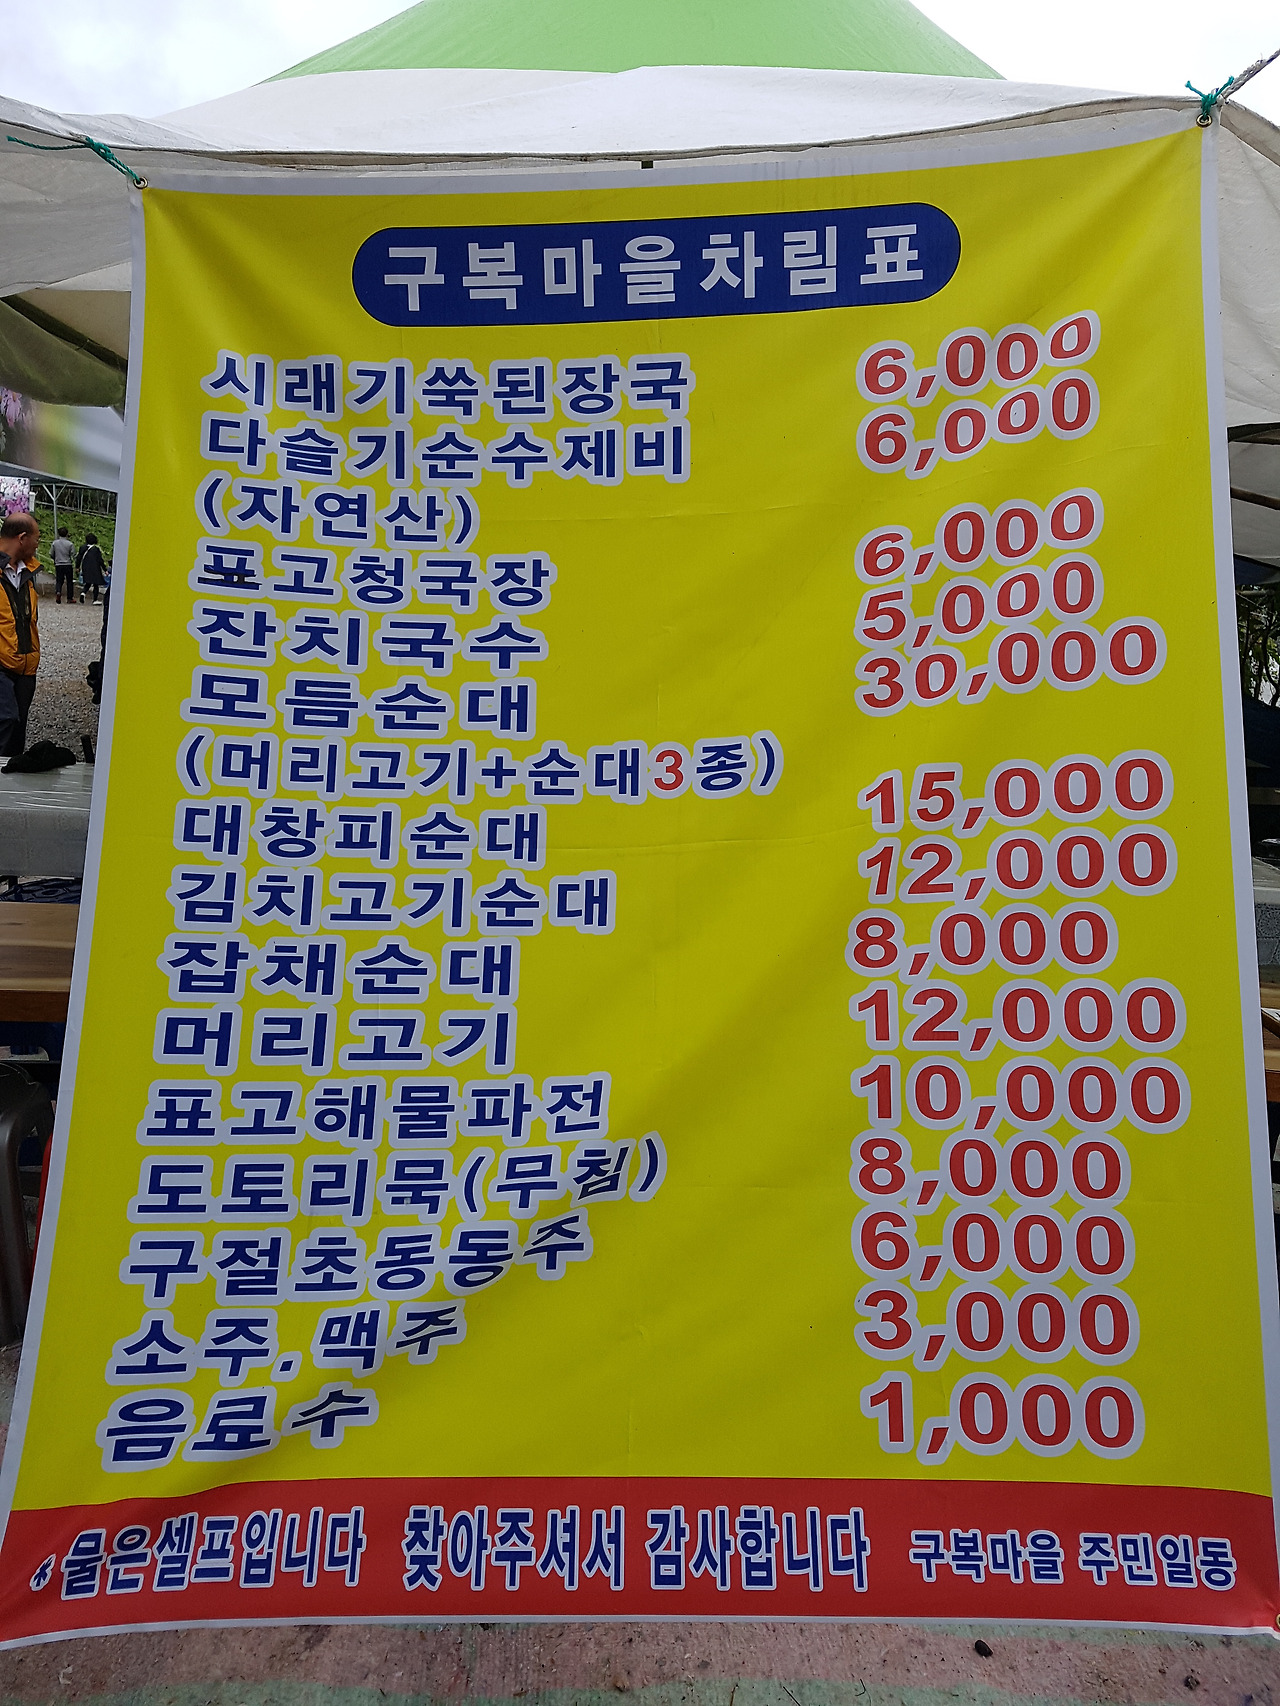 구복마을차림표
시래기쑥된장국 6,000
다슬기순수제비 6,000
(자연산)
표고청국장 6,000
잔치국수 5,000
모듬순대 30,000
(머리고기+순대3종)
대창피순대 15,000
김치고기순대 12,000
잡채순대 8,000
머리고기 12,000
표고해물파전 10,000
도토리묵(무침) 8,000
구절초동동주 6,000
소주.맥주 3,000
음료수 1,000
*물은셀프입니다 찾아주셔서 감사합니다 구복마을 주민일동